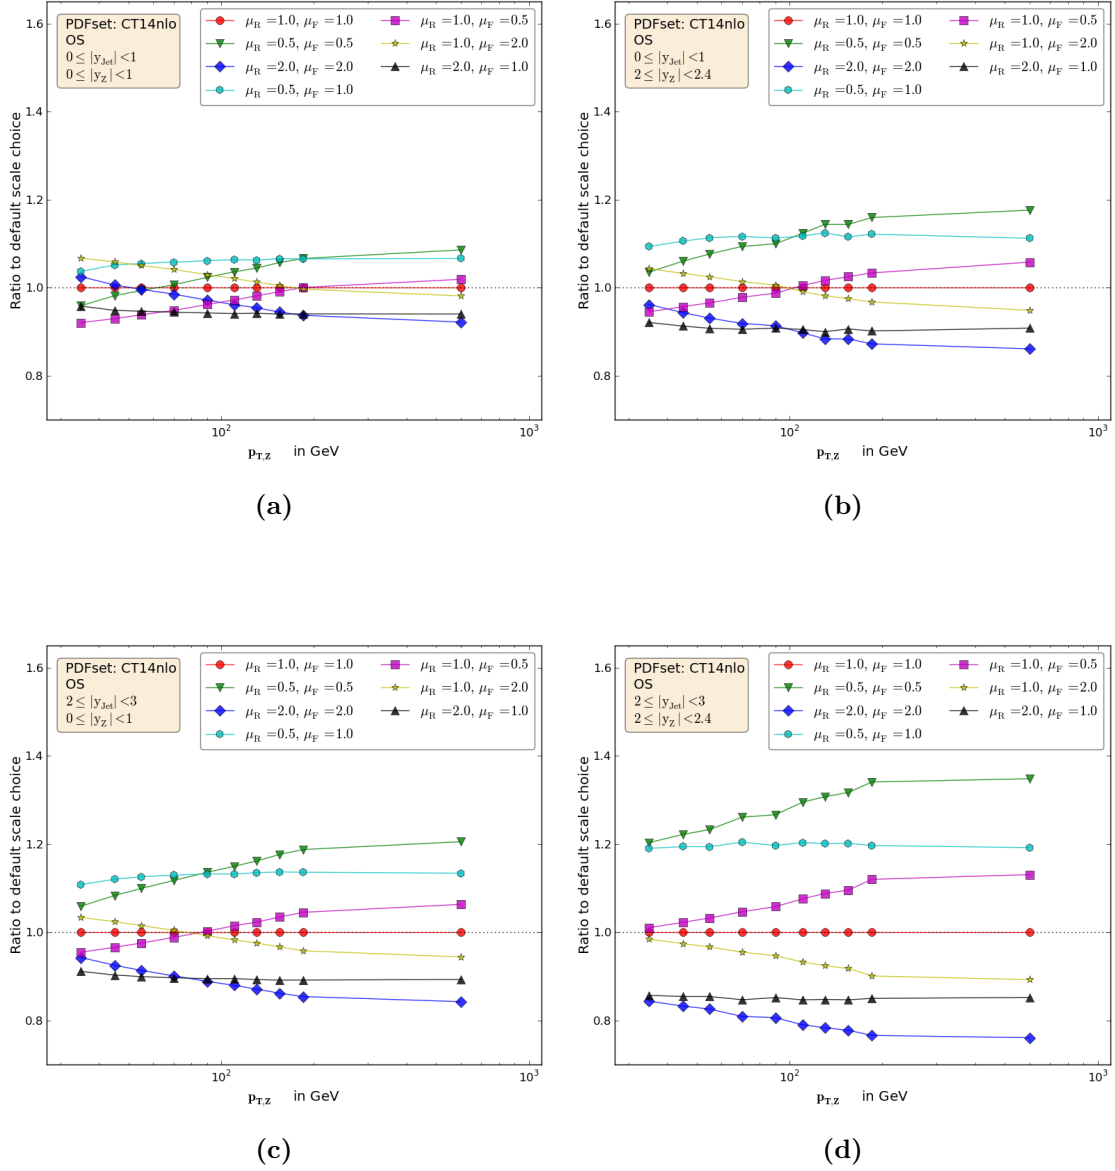 PDFset: CT14nlo
OS
0 ≤ |y_Jet| <1
0 ≤ |y_Z| <1
μ_R =1.0, μ_F =1.0
μ_R =0.5, μ_F =0.5
μ_R =2.0, μ_F =2.0
μ_R =0.5, μ_F =1.0
μ_R =1.0, μ_F =0.5
μ_R =1.0, μ_F =2.0
μ_R =2.0, μ_F =1.0
Ratio to default scale choice
1.6
1.4
1.2
1.0
0.8
10^2
10^3
p_T,Z in GeV
(a)
PDFset: CT14nlo
OS
0 ≤ |y_Jet| <1
2 ≤ |y_Z| <2.4
μ_R =1.0, μ_F =1.0
μ_R =0.5, μ_F =0.5
μ_R =2.0, μ_F =2.0
μ_R =0.5, μ_F =1.0
μ_R =1.0, μ_F =0.5
μ_R =1.0, μ_F =2.0
μ_R =2.0, μ_F =1.0
Ratio to default scale choice
1.6
1.4
1.2
1.0
0.8
10^2
10^3
p_T,Z in GeV
(b)
PDFset: CT14nlo
OS
2 ≤ |y_Jet| <3
0 ≤ |y_Z| <1
μ_R =1.0, μ_F =1.0
μ_R =0.5, μ_F =0.5
μ_R =2.0, μ_F =2.0
μ_R =0.5, μ_F =1.0
μ_R =1.0, μ_F =0.5
μ_R =1.0, μ_F =2.0
μ_R =2.0, μ_F =1.0
Ratio to default scale choice
1.6
1.4
1.2
1.0
0.8
10^2
10^3
p_T,Z in GeV
(c)
PDFset: CT14nlo
OS
2 ≤ |y_Jet| <3
2 ≤ |y_Z| <2.4
μ_R =1.0, μ_F =1.0
μ_R =0.5, μ_F =0.5
μ_R =2.0, μ_F =2.0
μ_R =0.5, μ_F =1.0
μ_R =1.0, μ_F =0.5
μ_R =1.0, μ_F =2.0
μ_R =2.0, μ_F =1.0
Ratio to default scale choice
1.6
1.4
1.2
1.0
0.8
10^2
10^3
p_T,Z in GeV
(d)